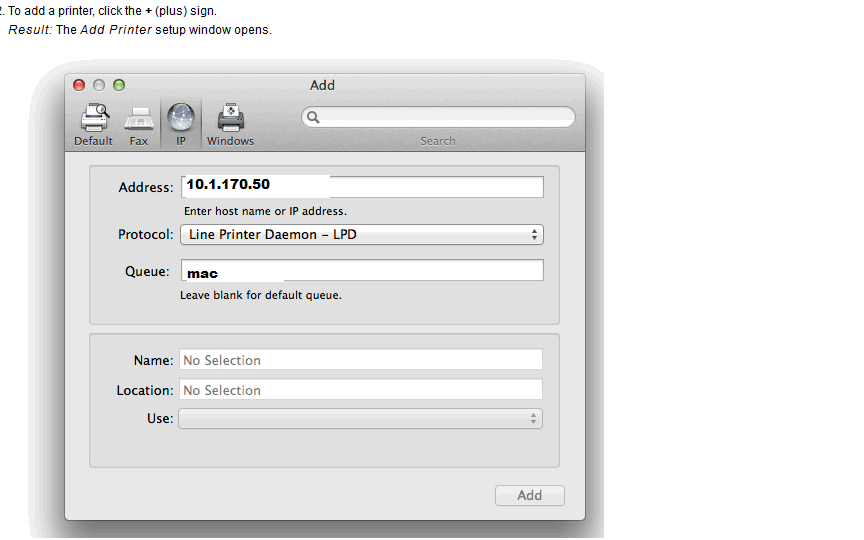 2. To add a printer, click the + (plus) sign.
Result: The Add Printer setup window opens.
Add
Default Fax IP Windows Search
Address: 10.1.170.50
Enter host name or IP address.
Protocol: Line Printer Daemon – LPD
Queue: mac
Leave blank for default queue.
Name: No Selection
Location: No Selection
Use:
Add